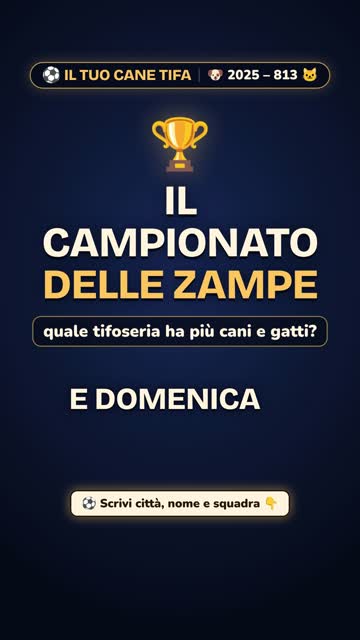 ⚽ IL TUO CANE TIFA | 🐶 2025 – 813 🐱
IL
CAMPIONATO
DELLE ZAMPE
quale tifoseria ha più cani e gatti?
E DOMENICA
⚽ Scrivi città, nome e squadra 👇